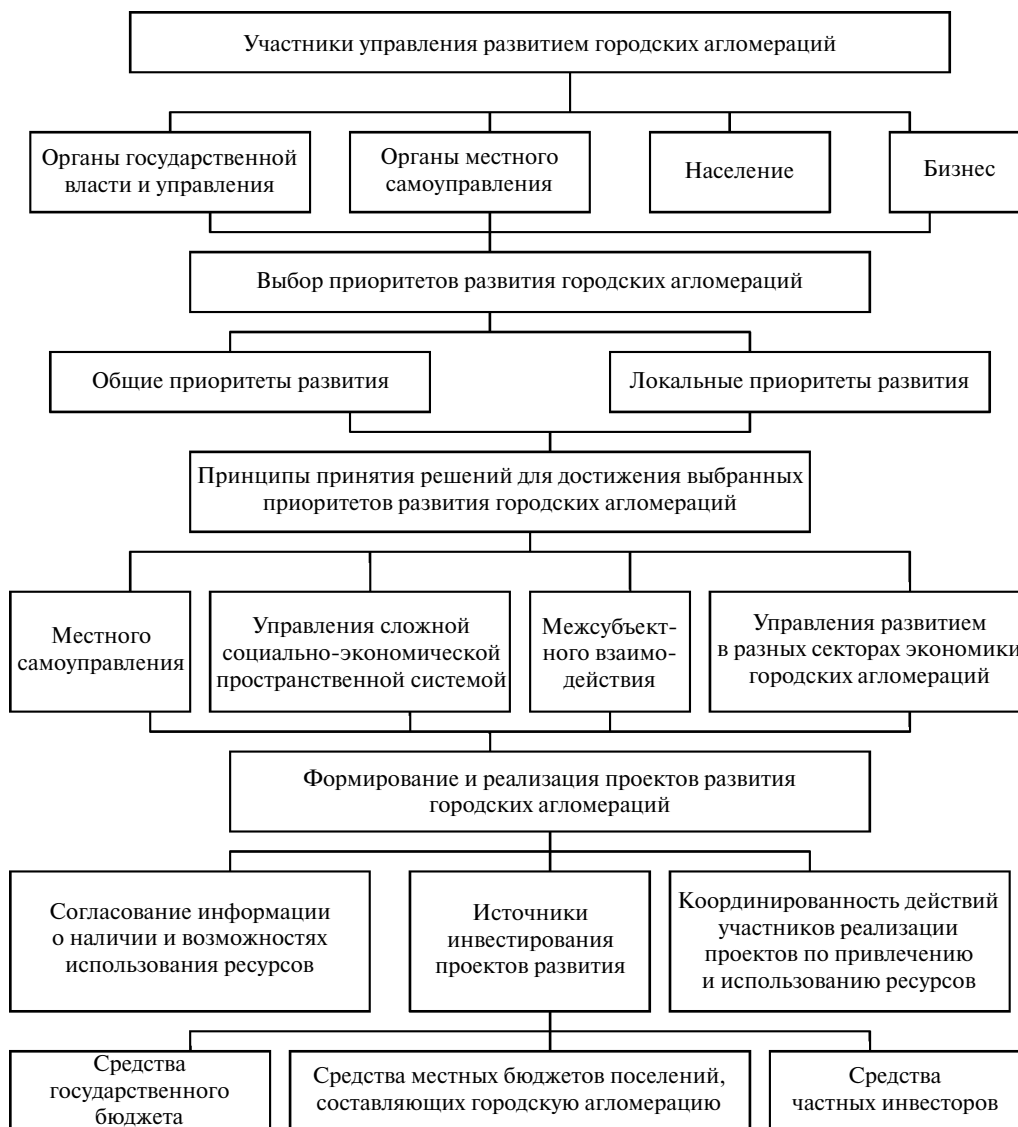 Участники управления развитием городских агломераций
Органы государственной
власти и управления
Органы местного
самоуправления
Население
Бизнес
Выбор приоритетов развития городских агломераций
Общие приоритеты развития
Локальные приоритеты развития
Принципы принятия решений для достижения выбранных
приоритетов развития городских агломераций
Местного
самоуправления
Управления сложной
социально-экономической
пространственной системой
Межсубъект-
ного взаимо-
действия
Управления развитием
в разных секторах экономики
городских агломераций
Формирование и реализация проектов развития
городских агломераций
Согласование информации
о наличии и возможностях
использования ресурсов
Источники
инвестирования
проектов развития
Координированность действий
участников реализации
проектов по привлечению
и использованию ресурсов
Средства
государственного
бюджета
Средства местных бюджетов поселений,
составляющих городскую агломерацию
Средства
частных инвесторов